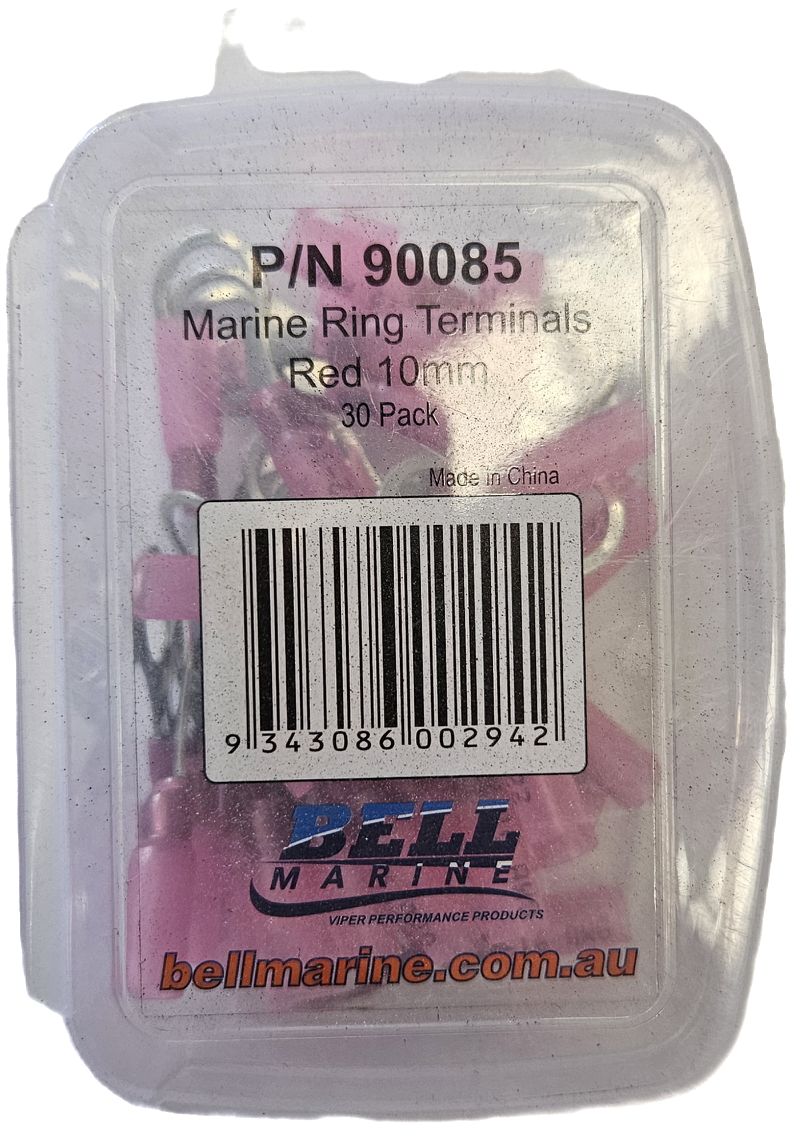 P/N 90085
Marine Ring Terminals
Red 10mm
30 Pack
Made in China
9 343086 002942
BELL
MARINE
VIPER PERFORMANCE PRODUCTS
bellmarine.com.au